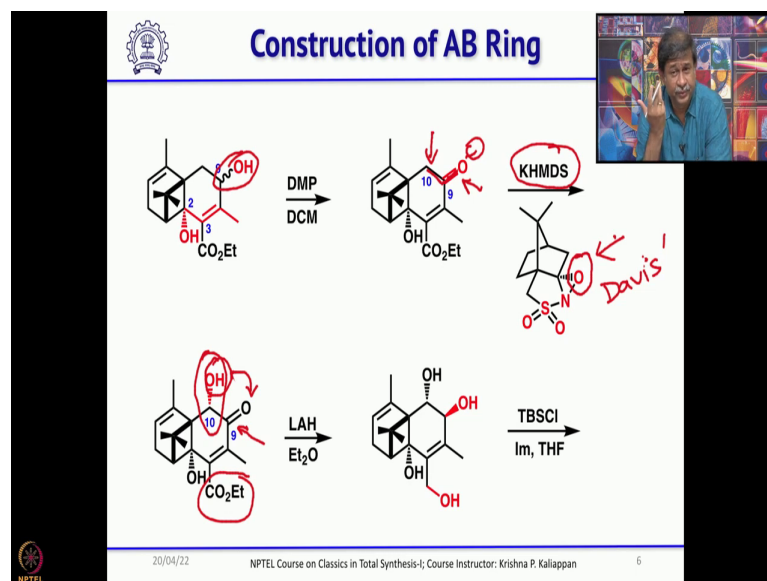 Construction of AB Ring
9
OH
2
OH
3
CO2Et
DMP
DCM
O
10
9
OH
CO2Et
KHMDS
O
N
S
O
O
Davis'
OH
O
10
9
OH
CO2Et
LAH
Et2O
OH
OH
OH
OH
TBSCl
Im, THF
20/04/22
NPTEL Course on Classics in Total Synthesis-I; Course Instructor: Krishna P. Kaliappan
6
NPTEL